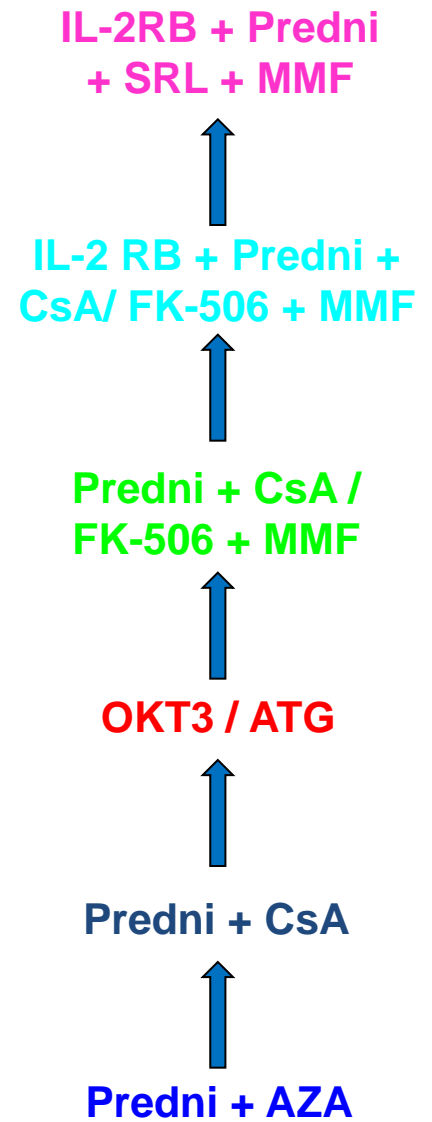 IL-2RB + Predni
+ SRL + MMF
IL-2 RB + Predni +
CsA/ FK-506 + MMF
Predni + CsA /
FK-506 + MMF
OKT3 / ATG
Predni + CsA
Predni + AZA